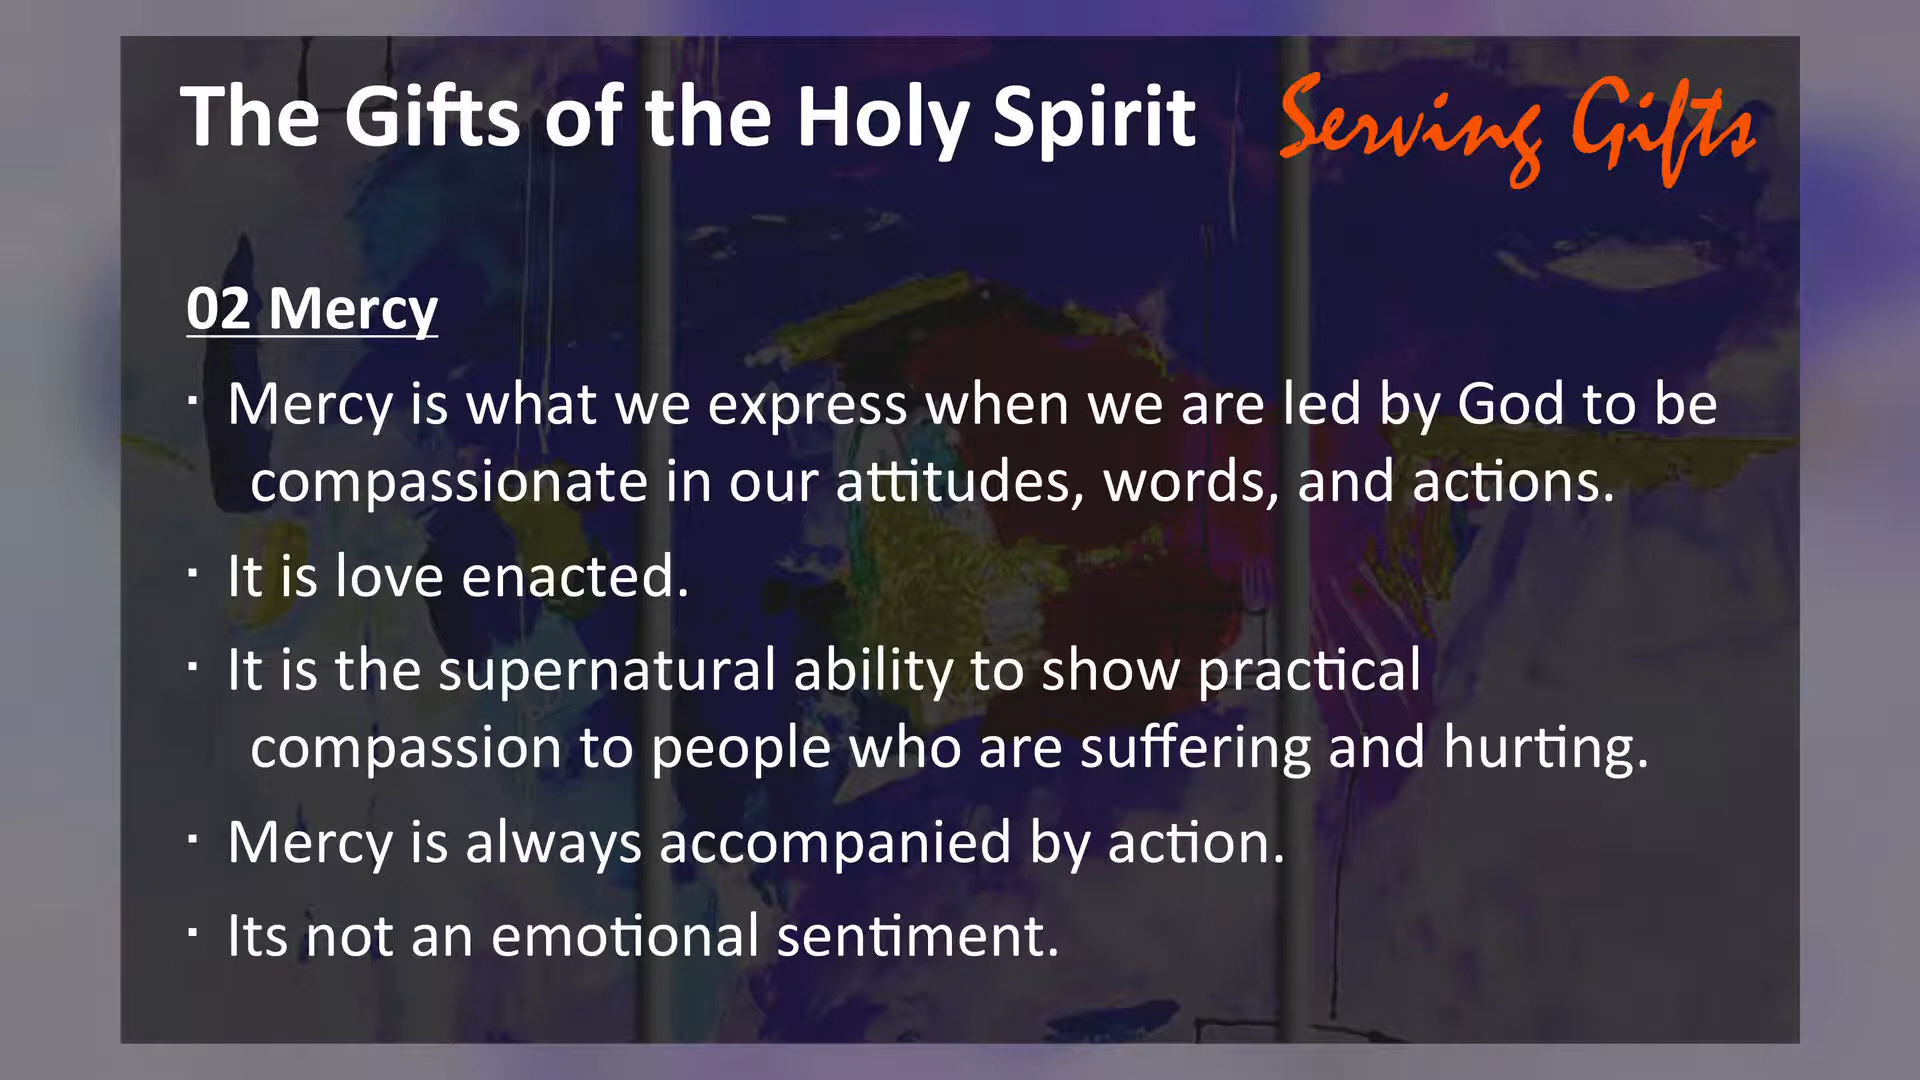 The Gifts of the Holy Spirit Serving Gifts
02 Mercy
▪ Mercy is what we express when we are led by God to be
compassionate in our attitudes, words, and actions.
▪ It is love enacted.
▪ It is the supernatural ability to show practical
compassion to people who are suffering and hurting.
▪ Mercy is always accompanied by action.
▪ Its not an emotional sentiment.